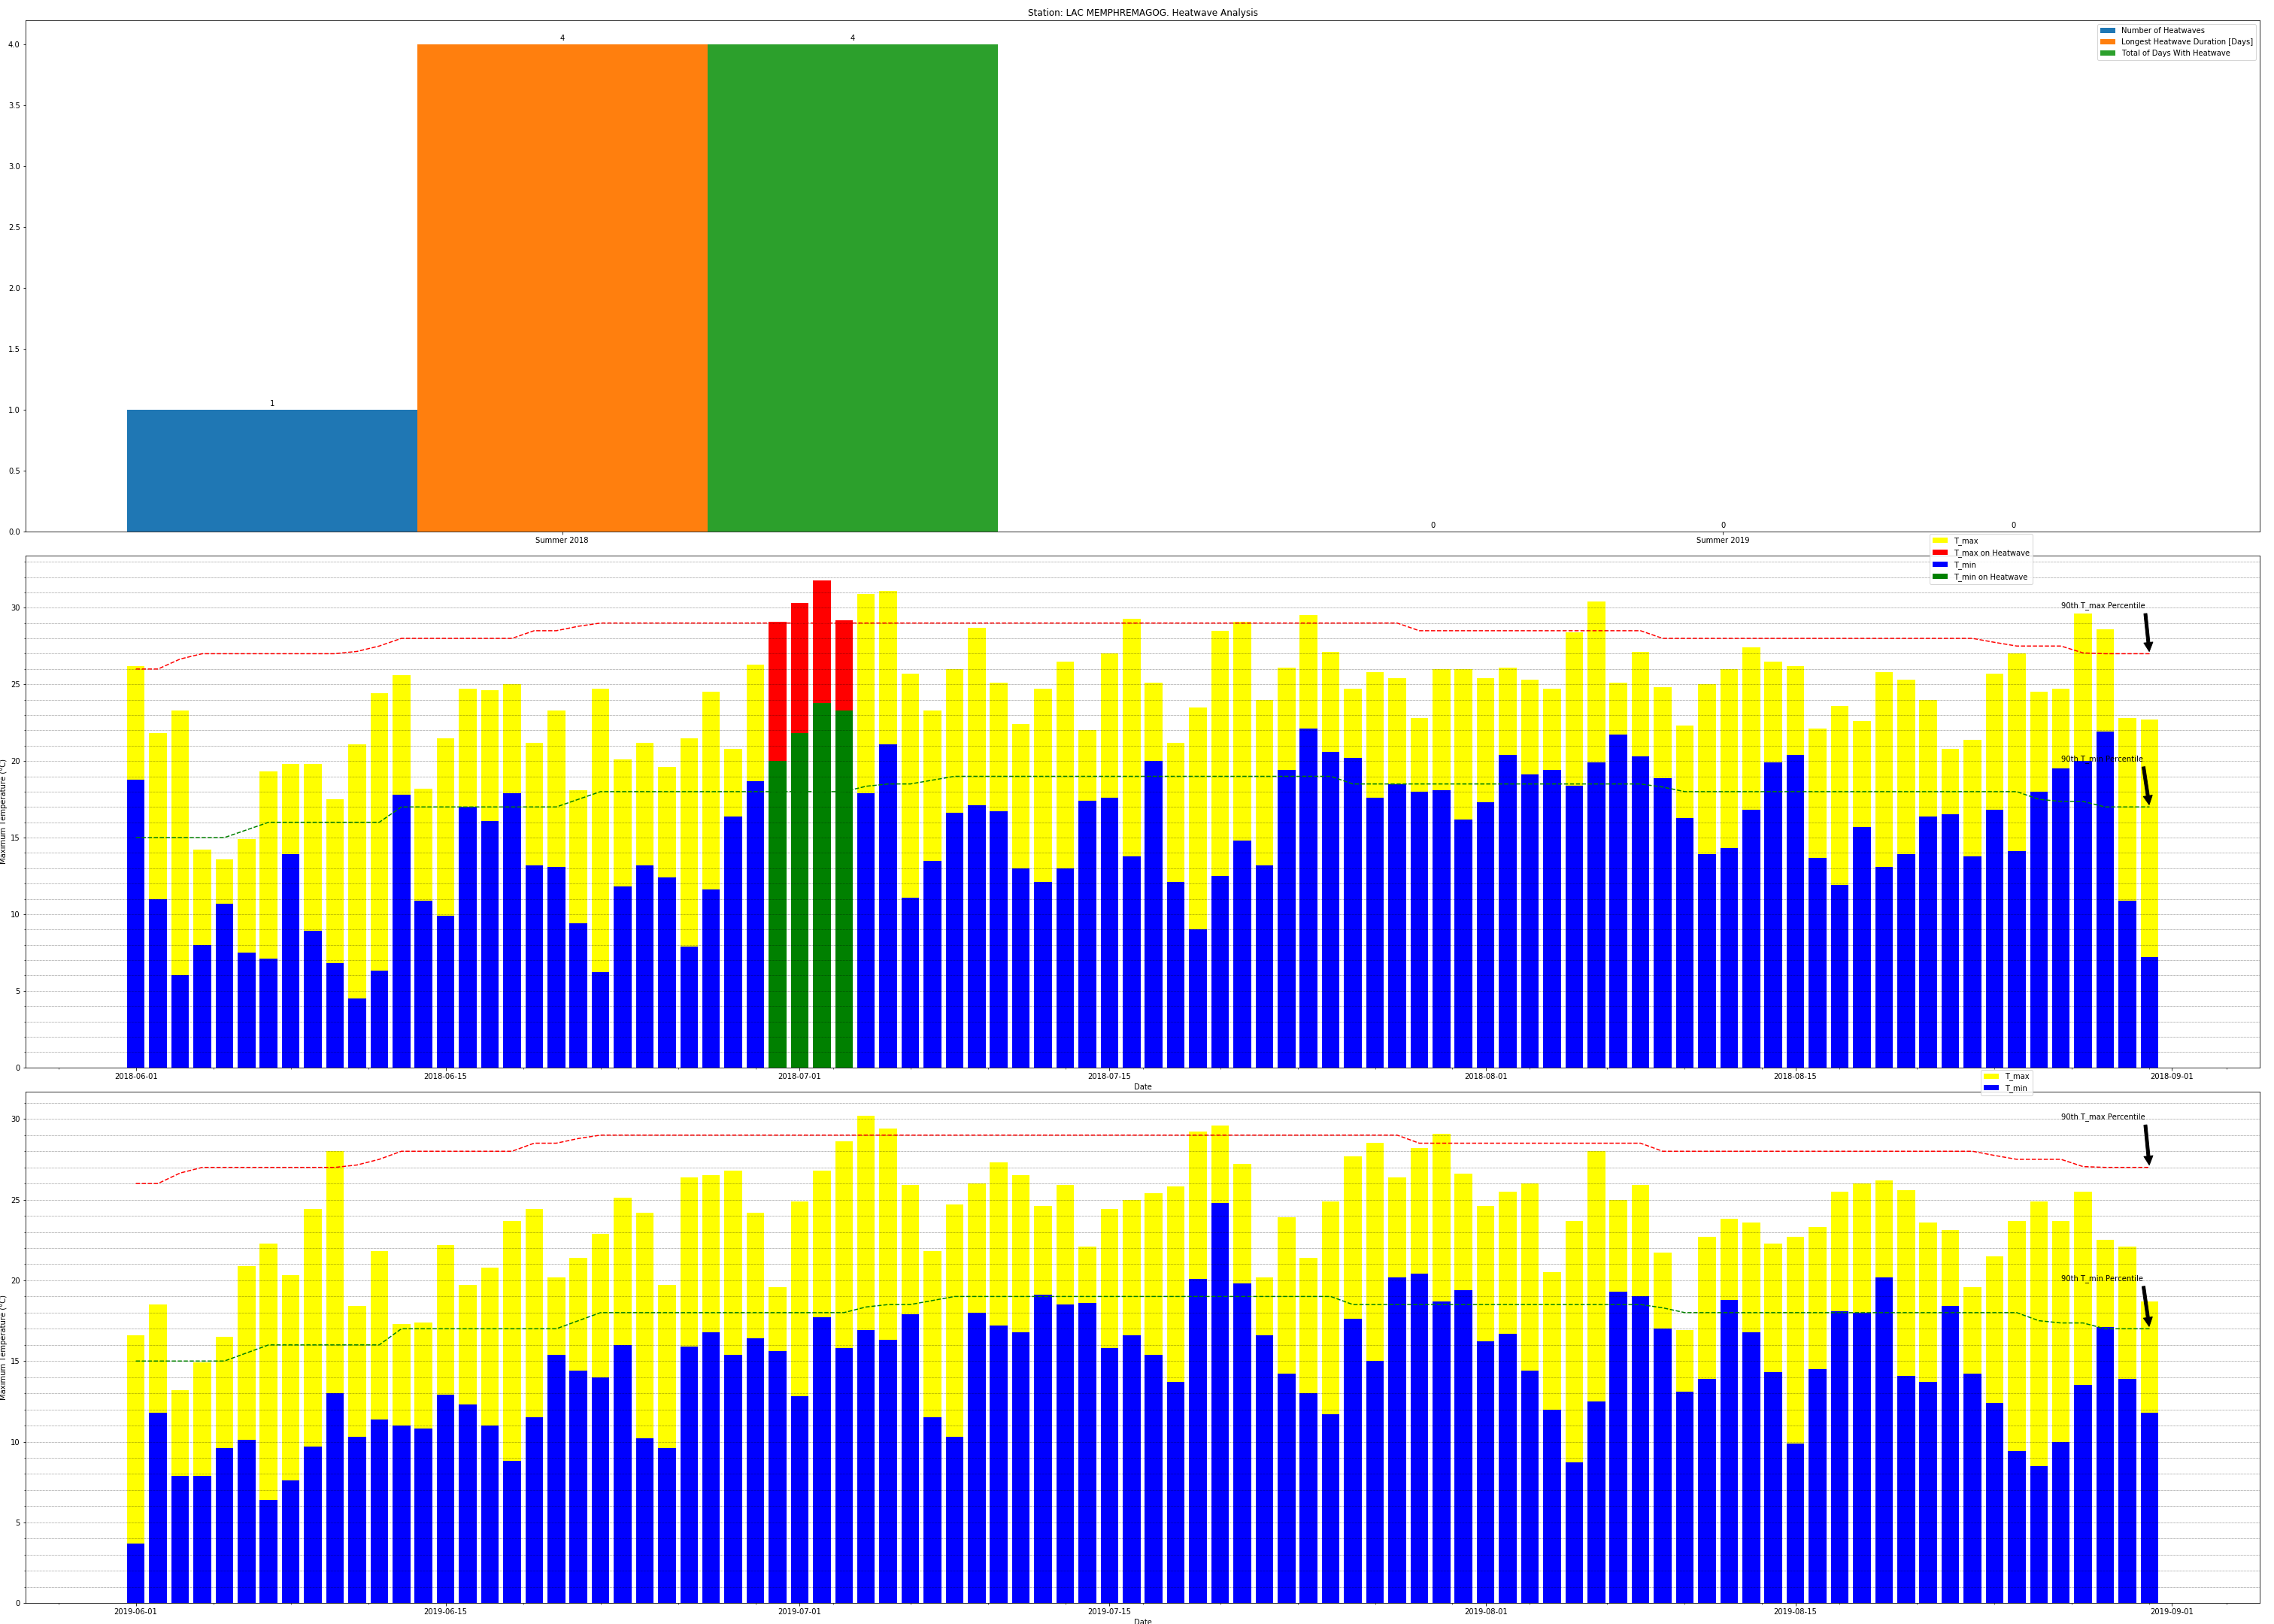 Station: LAC MEMPHREMAGOG. Heatwave Analysis
Number of Heatwaves
Longest Heatwave Duration [Days]
Total of Days With Heatwave
4.0
3.5
3.0
2.5
2.0
1.5
1.0
0.5
0.0
1
4
4
0
0
0
Summer 2018
Summer 2019
T_max
T_max on Heatwave
T_min
T_min on Heatwave
90th T_max Percentile
90th T_min Percentile
Maximum Temperature (°C)
30
25
20
15
10
5
0
2018-06-01
2018-06-15
2018-07-01
2018-07-15
2018-08-01
2018-08-15
2018-09-01
Date
T_max
T_min
90th T_max Percentile
90th T_min Percentile
Maximum Temperature (°C)
30
25
20
15
10
5
0
2019-06-01
2019-06-15
2019-07-01
2019-07-15
2019-08-01
2019-08-15
2019-09-01
Date